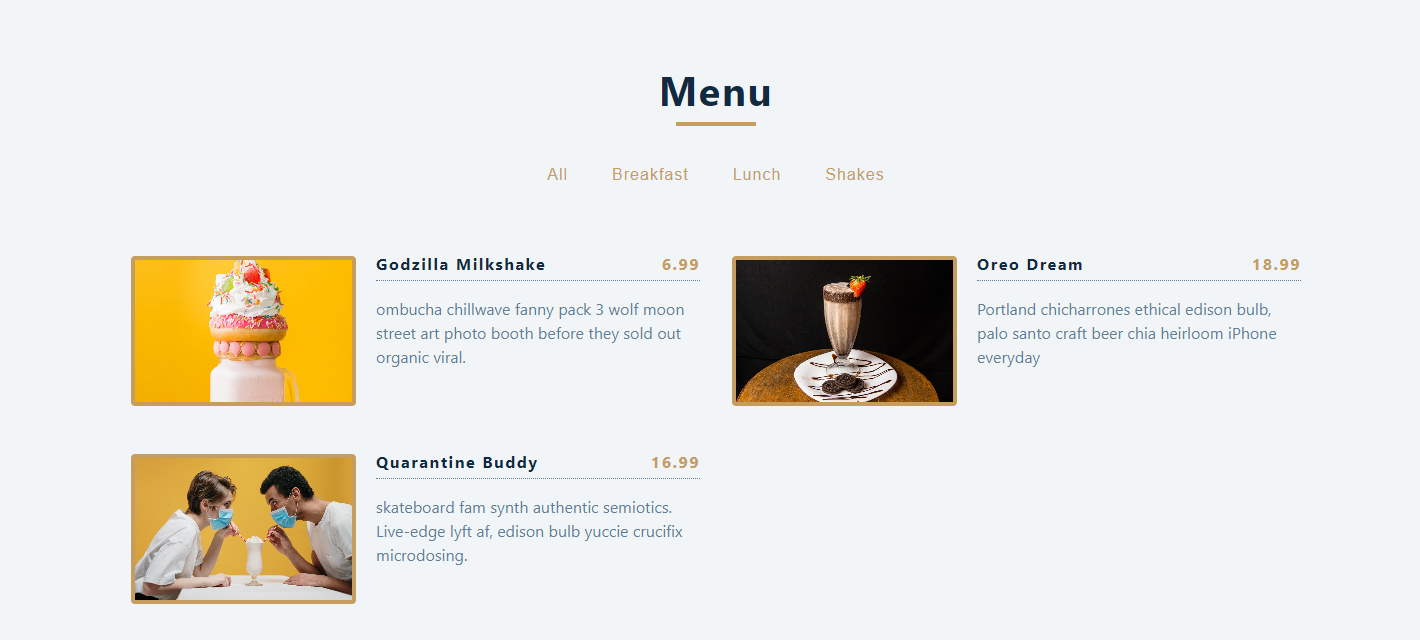 Menu
All Breakfast Lunch Shakes
Godzilla Milkshake 6.99
ombucha chillwave fanny pack 3 wolf moon
street art photo booth before they sold out
organic viral.
Oreo Dream 18.99
Portland chicharrones ethical edison bulb,
palo santo craft beer chia heirloom iPhone
everyday
Quarantine Buddy 16.99
skateboard fam synth authentic semiotics.
Live-edge lyft af, edison bulb yuccie crucifix
microdosing.